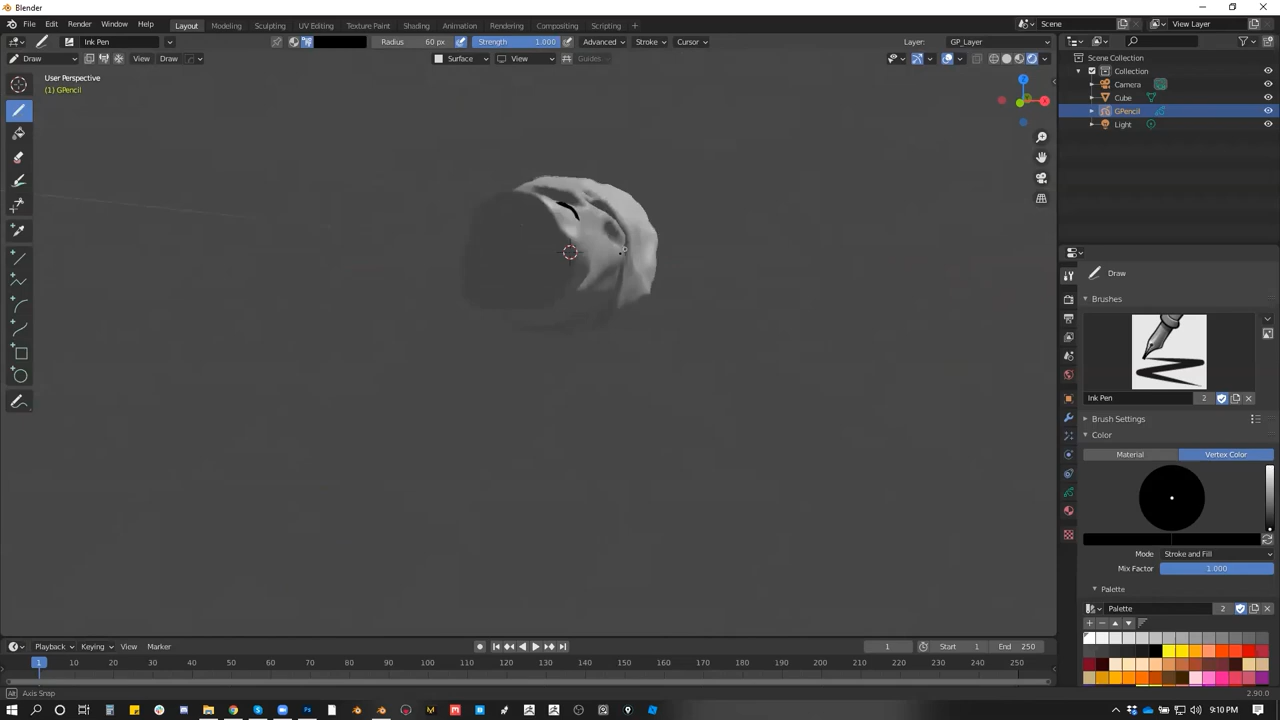 Blender
File Edit Render Window Help Layout Modeling Sculpting UV Editing Texture Paint Shading Animation Rendering Compositing Scripting + Scene View Layer
Ink Pen Radius 60 px Strength 1.000 Advanced Stroke Cursor Layer: GP_Layer
Draw View Draw Surface View Guides
Scene Collection
User Perspective
Collection
(1) GPencil
Camera
Cube
GPencil
Light
Draw
Brushes
Ink Pen 2
Brush Settings
Color
Material Vertex Color
Mode Stroke and Fill
Mix Factor 1.000
Palette
Palette 2
Playback Keying View Marker 1 Start 1 End 250
1 10 20 30 40 50 60 70 80 90 100 110 120 130 140 150 160 170 180 190 200 210 220 230 240 250
Axis Snap 2.90.0
9:10 PM